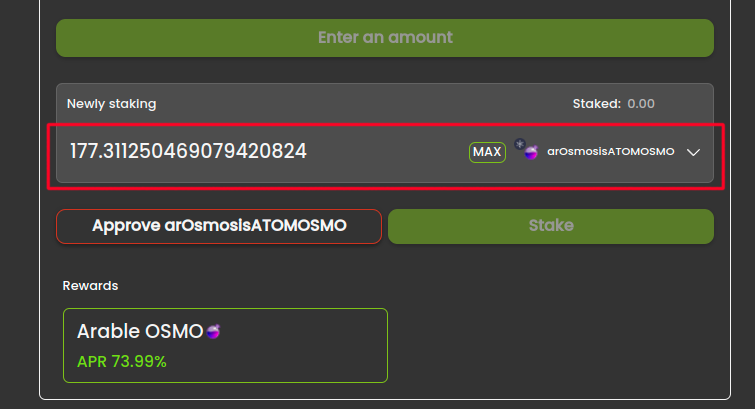 Enter an amount
Newly staking Staked: 0.00
177.311250469079420824 MAX arOsmosisATOMOSMO
Approve arOsmosisATOMOSMO Stake
Rewards
Arable OSMO
APR 73.99%